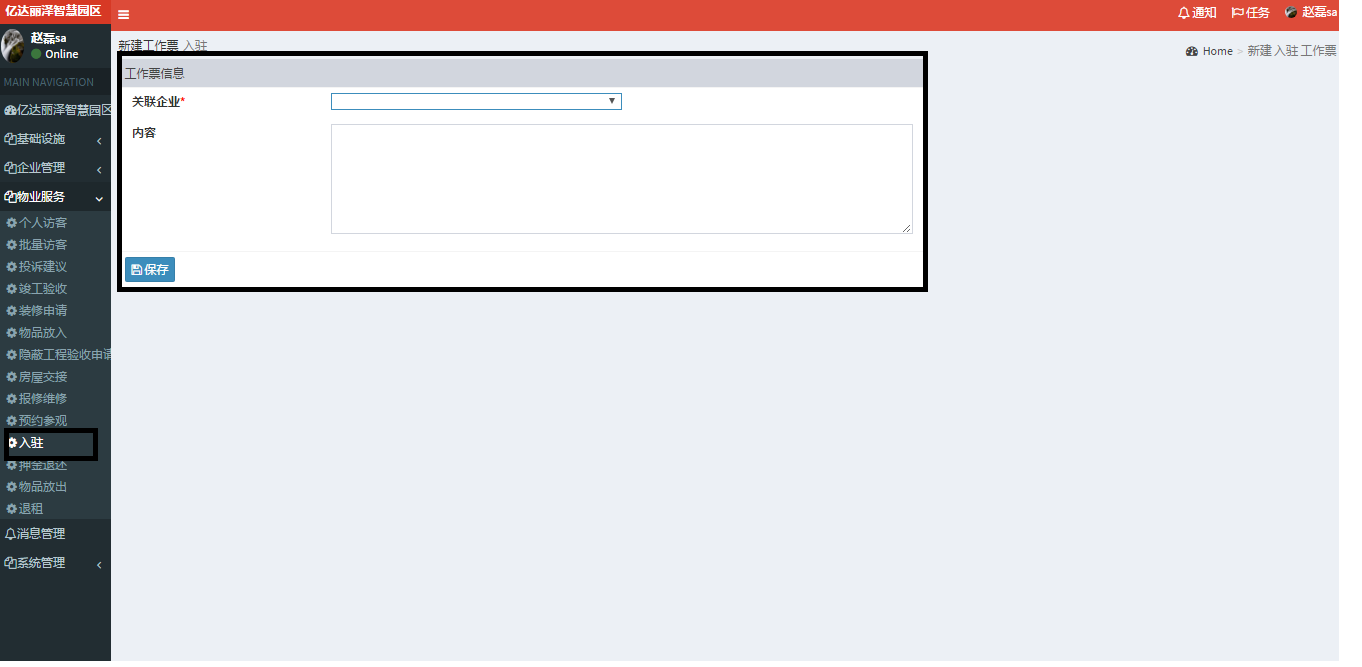 亿达丽泽智慧园区
通知
任务
赵磊sa
赵磊sa
Online
MAIN NAVIGATION
亿达丽泽智慧园区
基础设施
企业管理
物业服务
个人访客
批量访客
投诉建议
竣工验收
装修申请
物品放入
隐蔽工程验收申请
房屋交接
报修维修
预约参观
入驻
押金退还
物品放出
退租
消息管理
系统管理
新建工作票 入驻
Home > 新建 入驻 工作票
工作票信息
关联企业*
内容
保存